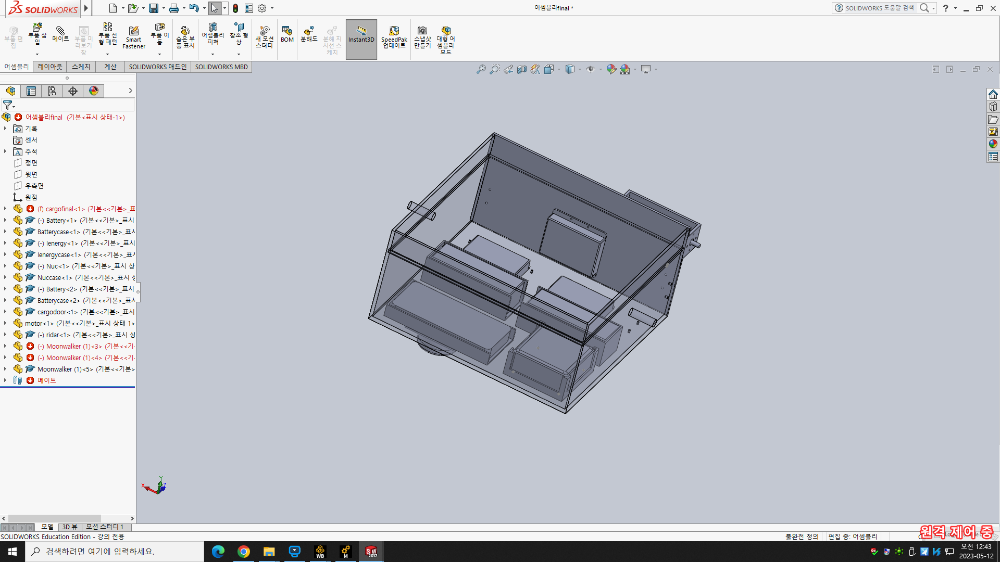 SOLIDWORKS
어셈블리final *
SOLIDWORKS 도움말 검색
부품 편집
부품 삽입
메이트
부품 미리보기 창
부품 선형 패턴
Smart Fastener
부품 이동
숨은 부품 표시
어셈블리 피처
참조 형상
새 모션 스터디
BOM
분해도
분해 지시선 스케치
Instant3D
SpeedPak 업데이트
스냅샷 만들기
대형 어셈블리 모드
어셈블리
레이아웃
스케치
계산
SOLIDWORKS 애드인
SOLIDWORKS MBD
어셈블리final (기본<표시 상태-1>)
기록
센서
주석
정면
윗면
우측면
원점
(f) cargofinal<1> (기본<<기본>_표
(-) Battery<1> (기본<<기본>_표시
Batterycase<1> (기본<<기본>_표시
(-) lenergy<1> (기본<<기본>_표시
lenergycase<1> (기본<<기본>_표시
(-) Nuc<1> (기본<<기본>_표시 상
Nuccase<1> (기본<<기본>_표시 상
(-) Battery<2> (기본<<기본>_표시
Batterycase<2> (기본<<기본>_표시
cargodoor<1> (기본<<기본>_표시
motor<1> (기본<<기본>_표시 상태 1>
(-) ridar<1> (기본<<기본>_표시 상
(-) Moonwalker (1)<3> (기본<<기
(-) Moonwalker (1)<4> (기본<<기
Moonwalker (1)<5> (기본<<기본>
메이트
X
Y
Z
모델
3D 뷰
모션 스터디 1
SOLIDWORKS Education Edition - 강의 전용
불완전 정의
편집 중: 어셈블리
원격 제어 중
검색하려면 여기에 입력하세요.
WB
M
SW
2017
오전 12:43
2023-05-12